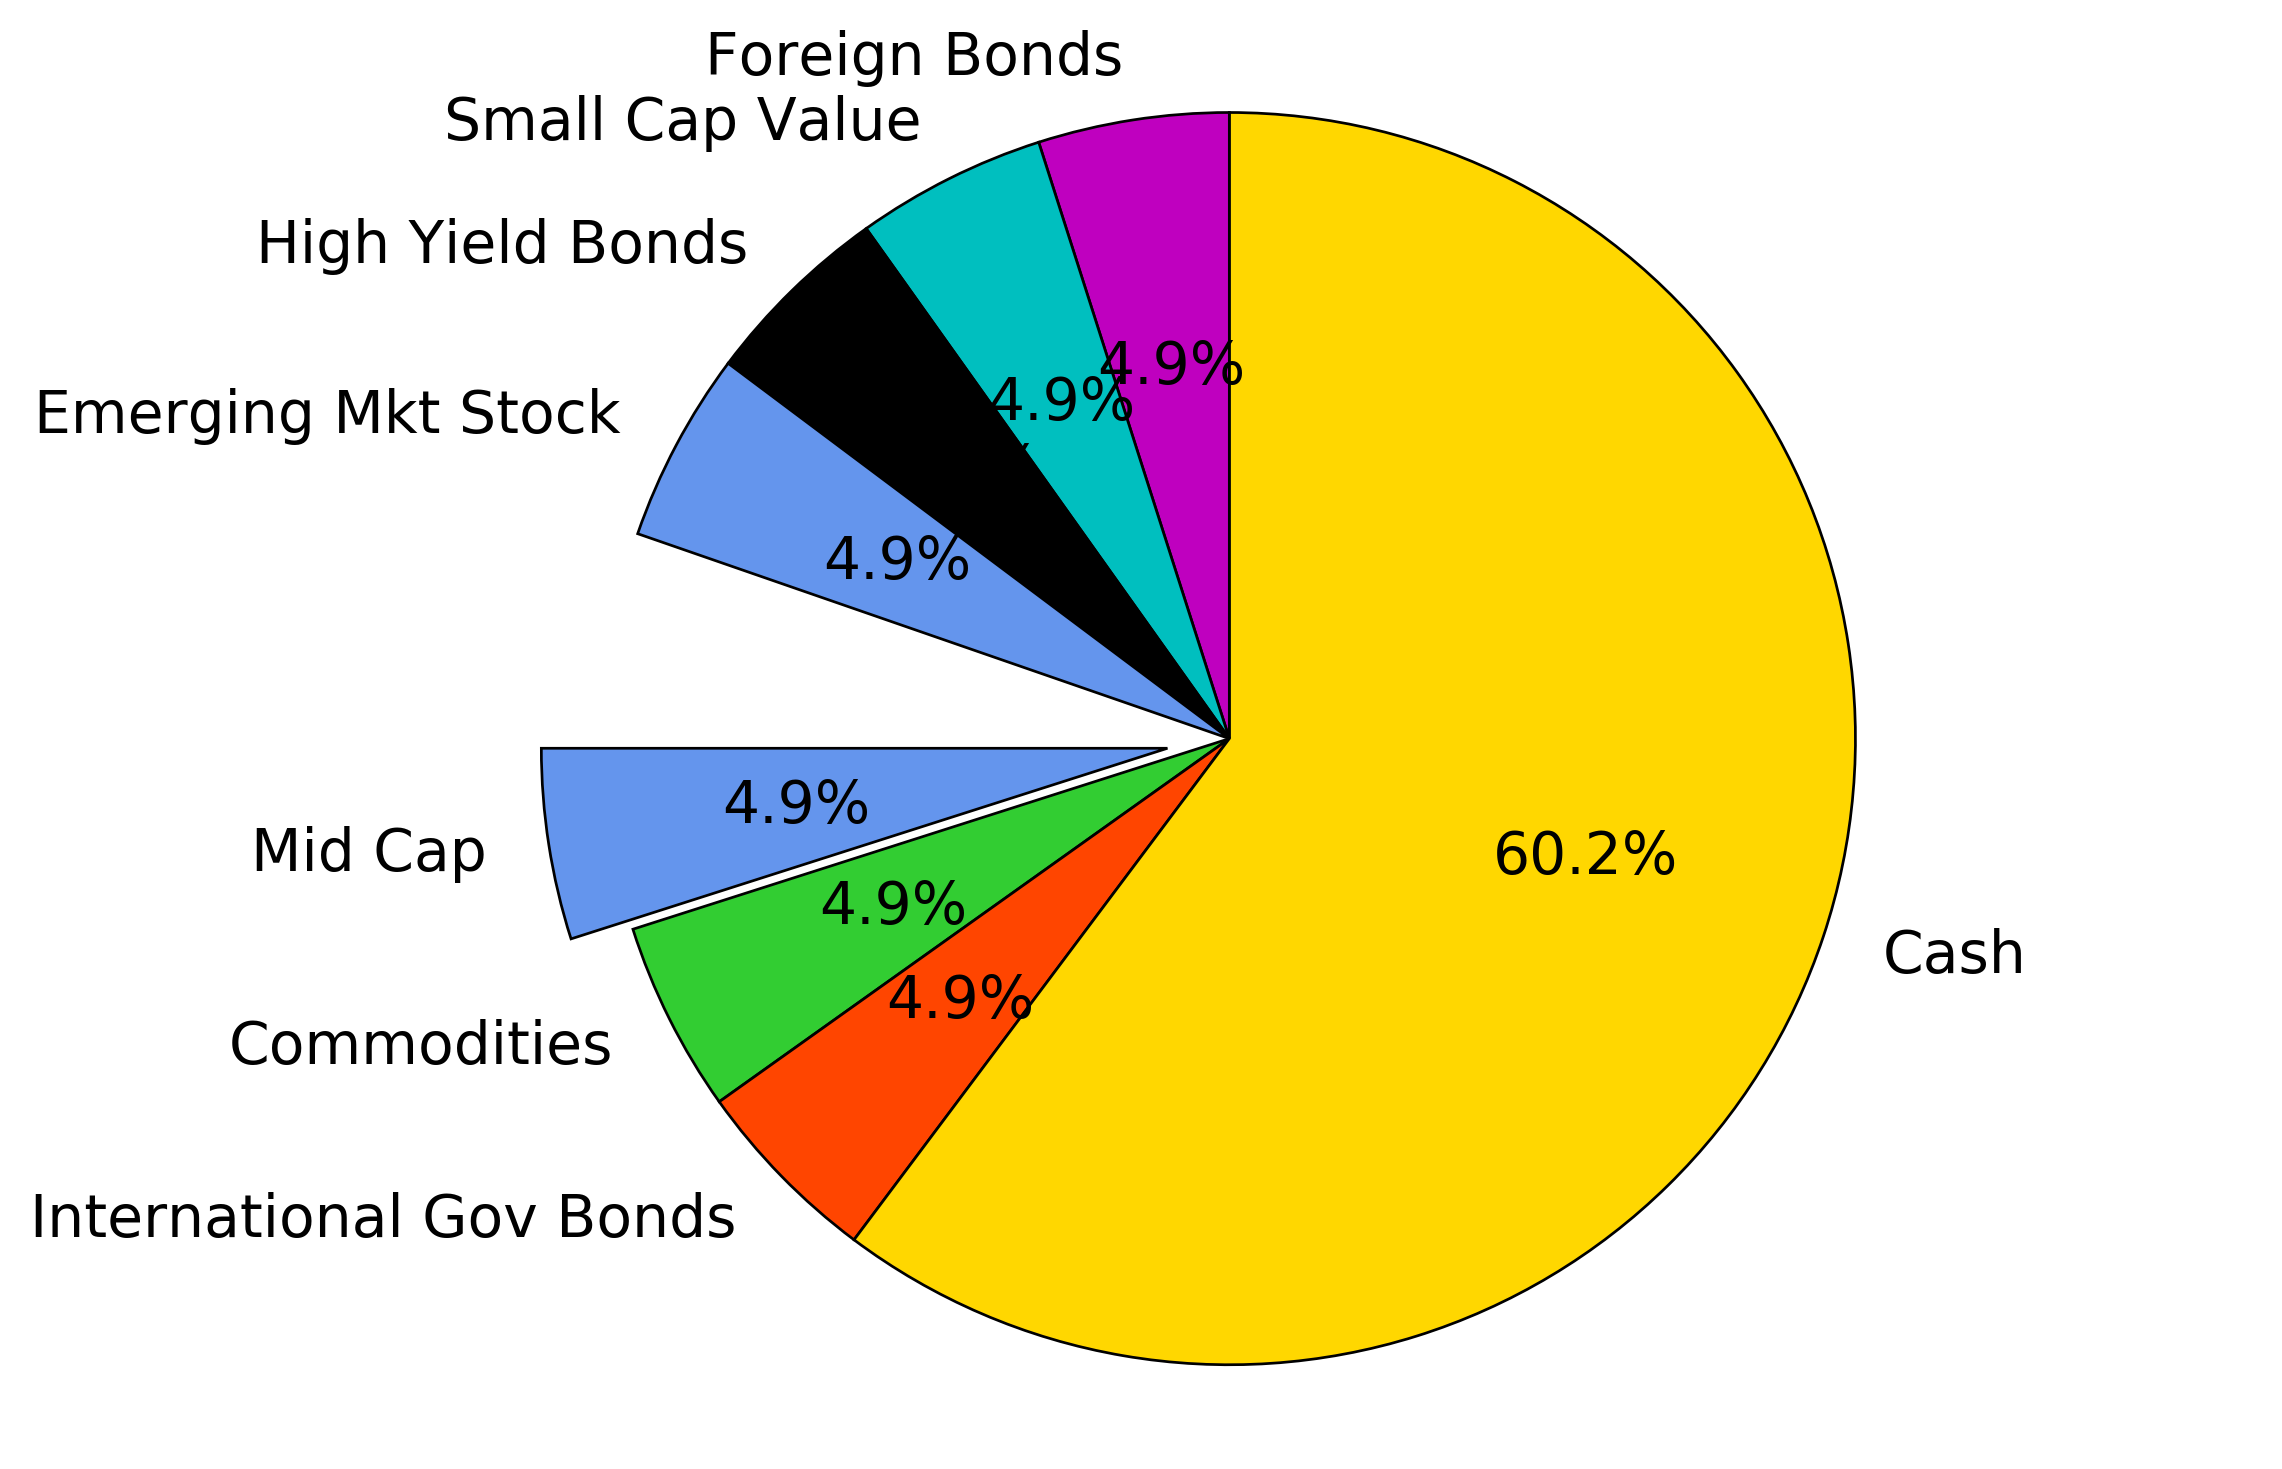 Foreign Bonds
Small Cap Value
High Yield Bonds
4.9%
4.9%
Emerging Mkt Stock
4.9%
4.9%
Mid Cap
60.2%
4.9%
Cash
4.9%
Commodities
International Gov Bonds